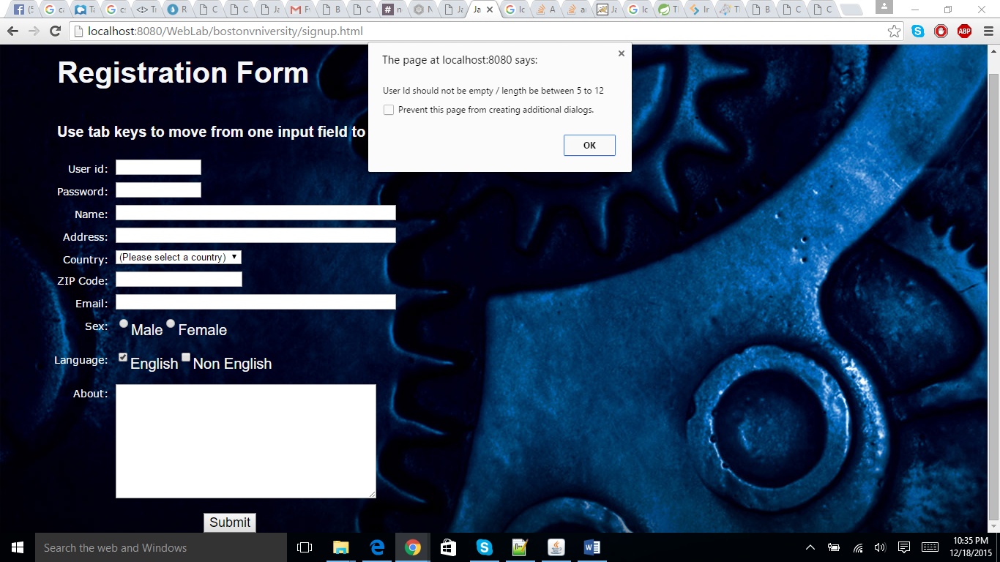 Ja
localhost:8080/WebLab/bostonvniversity/signup.html
ABP
Registration Form
The page at localhost:8080 says:
User Id should not be empty / length be between 5 to 12
Prevent this page from creating additional dialogs.
OK
Use tab keys to move from one input field to
User id:
Password:
Name:
Address:
Country: (Please select a country)
ZIP Code:
Email:
Sex: Male Female
Language: English Non English
About:
Submit
Search the web and Windows
10:35 PM
12/18/2015